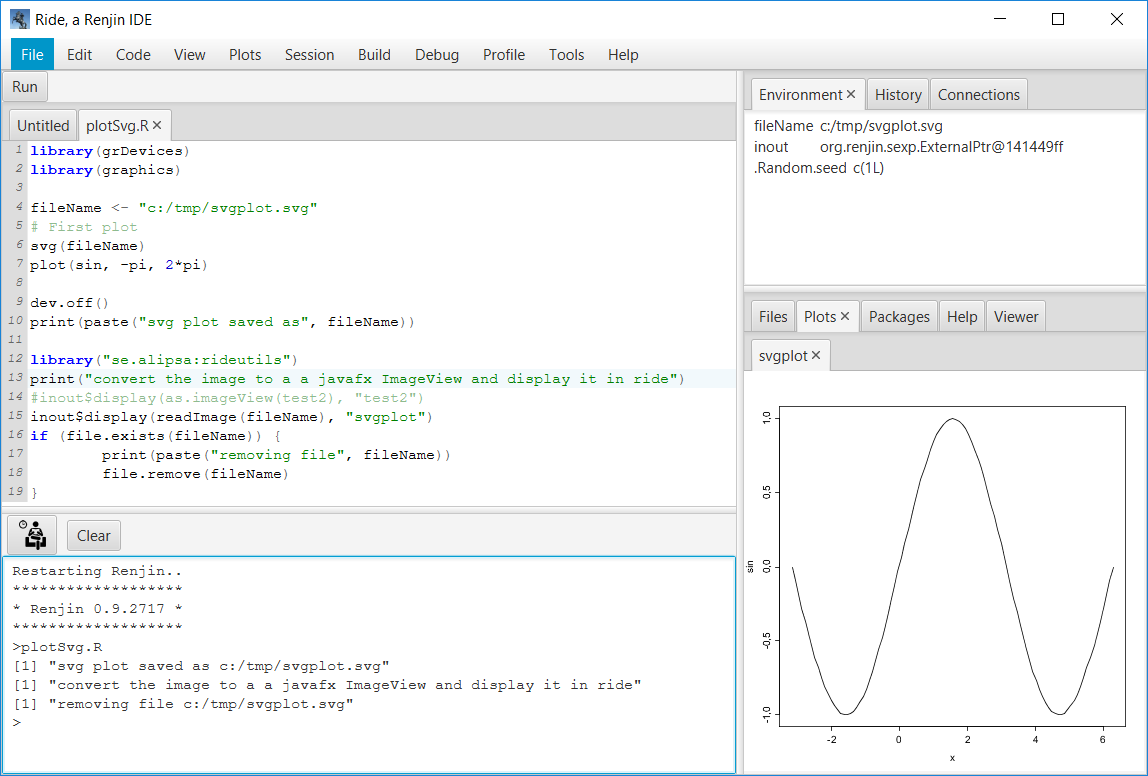 Ride, a Renjin IDE
File Edit Code View Plots Session Build Debug Profile Tools Help
Run
Untitled plotSvg.R ×
1 library(grDevices)
2 library(graphics)
3
4 fileName <- "c:/tmp/svgplot.svg"
5 # First plot
6 svg(fileName)
7 plot(sin, -pi, 2*pi)
8
9 dev.off()
10 print(paste("svg plot saved as", fileName))
11
12 library("se.alipsa:rideutils")
13 print("convert the image to a a javafx ImageView and display it in ride")
14 #inout$display(as.imageView(test2), "test2")
15 inout$display(readImage(fileName), "svgplot")
16 if (file.exists(fileName)) {
17 print(paste("removing file", fileName))
18 file.remove(fileName)
19 }
Clear
Restarting Renjin..
*******************
* Renjin 0.9.2717 *
*******************
>plotSvg.R
[1] "svg plot saved as c:/tmp/svgplot.svg"
[1] "convert the image to a a javafx ImageView and display it in ride"
[1] "removing file c:/tmp/svgplot.svg"
>
Environment × History Connections
fileName c:/tmp/svgplot.svg
inout org.renjin.sexp.ExternalPtr@141449ff
.Random.seed c(1L)
Files Plots × Packages Help Viewer
svgplot ×
1.0
0.5
0.0
-0.5
-1.0
sin
-2 0 2 4 6
x